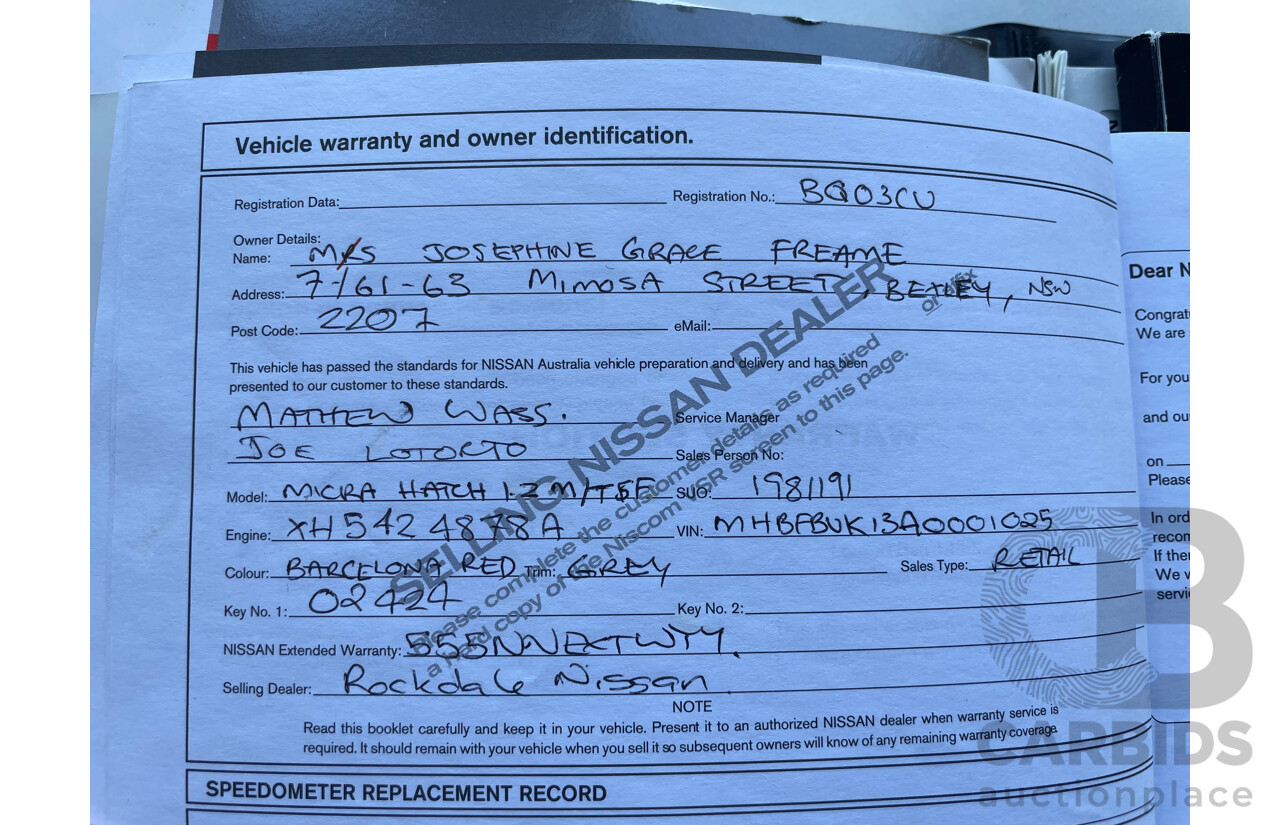 Vehicle warranty and owner identification.
Registration Data:
Registration No.: BQ03CU
Owner Details:
Name: MRS JOSEPHINE GRACE FREAME
Address: 7/61-63 MIMOSA STREET, BEXLEY, NSW
or affix
Post Code: 2207
eMail:
This vehicle has passed the standards for NISSAN Australia vehicle preparation and delivery and has been
presented to our customer to these standards.
MATHEW WASS. Service Manager
JOE LOTORTO Sales Person No:
SELLING NISSAN DEALER
Please complete the customer details as required
a hard copy of the Niscom VSR screen to this page.
Model: MICRA HATCH 1.2 M/T 5F SUO: 1981191
Engine: XH5424878A VIN: MHBFBUK13A0001025
Colour: BARCELONA RED Trim: GREY Sales Type: RETAIL
Key No. 1: 02424 Key No. 2:
NISSAN Extended Warranty: 555NNEXTWTY.
Selling Dealer: Rockdale Nissan
NOTE
Read this booklet carefully and keep it in your vehicle. Present it to an authorized NISSAN dealer when warranty service is
required. It should remain with your vehicle when you sell it so subsequent owners will know of any remaining warranty coverage.
SPEEDOMETER REPLACEMENT RECORD
Dear N
Congrat
We are
For you
and ou
on
Please
In ord
recom
If the
We v
servi
CARBIDS
auctionplace